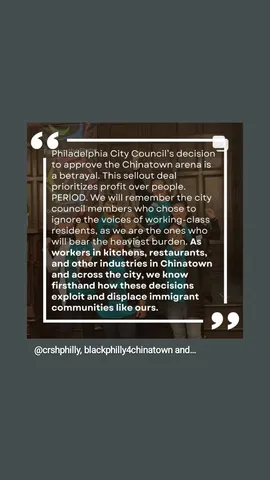 Philadelphia City Council's decision
to approve the Chinatown arena is
a betrayal. This sellout deal
prioritizes profit over people.
PERIOD. We will remember the city
council members who chose to
ignore the voices of working-class
residents, as we are the ones who
will bear the heaviest burden. As
workers in kitchens, restaurants,
and other industries in Chinatown
and across the city, we know
firsthand how these decisions
exploit and displace immigrant
communities like ours.
@crshphilly, blackphilly4chinatown and...